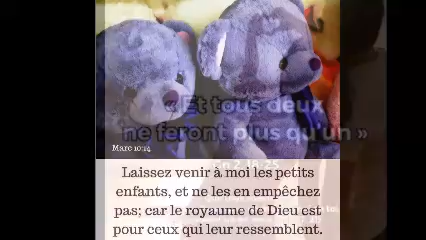 « Et tous deux
ne feront plus qu'un »
Marc 10:14
Laissez venir à moi les petits
enfants, et ne les en empêchez
pas; car le royaume de Dieu est
pour ceux qui leur ressemblent.